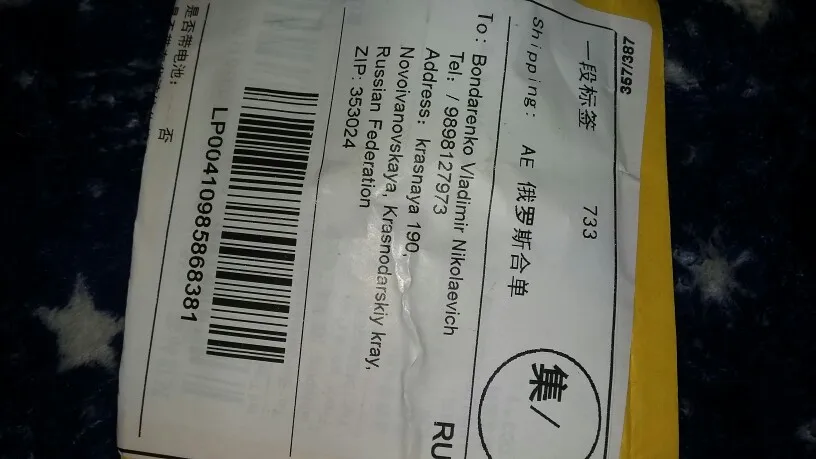 367/387
一段标签 733
Shipping: AE 俄罗斯合单
集/
To: Bondarenko Vladimir Nikolaevich
Tel: /9898127973
Address: krasnaya 190,
Novoivanovskaya, Krasnodarskiy kray,
Russian Federation
ZIP: 353024
RU
LP00410985868381
是否带电池: 否